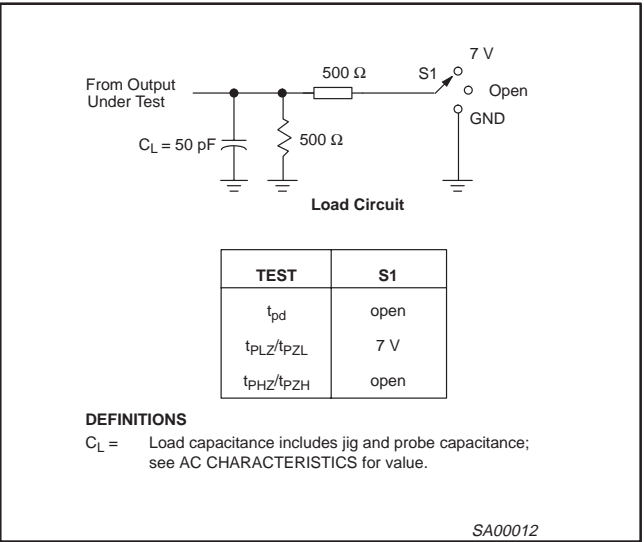 7 V
500 Ω
S1
From Output
Under Test
Open
GND
C_L = 50 pF
500 Ω
Load Circuit
TEST S1
t_pd open
t_PLZ/t_PZL 7 V
t_PHZ/t_PZH open
DEFINITIONS
C_L = Load capacitance includes jig and probe capacitance;
see AC CHARACTERISTICS for value.
SA00012